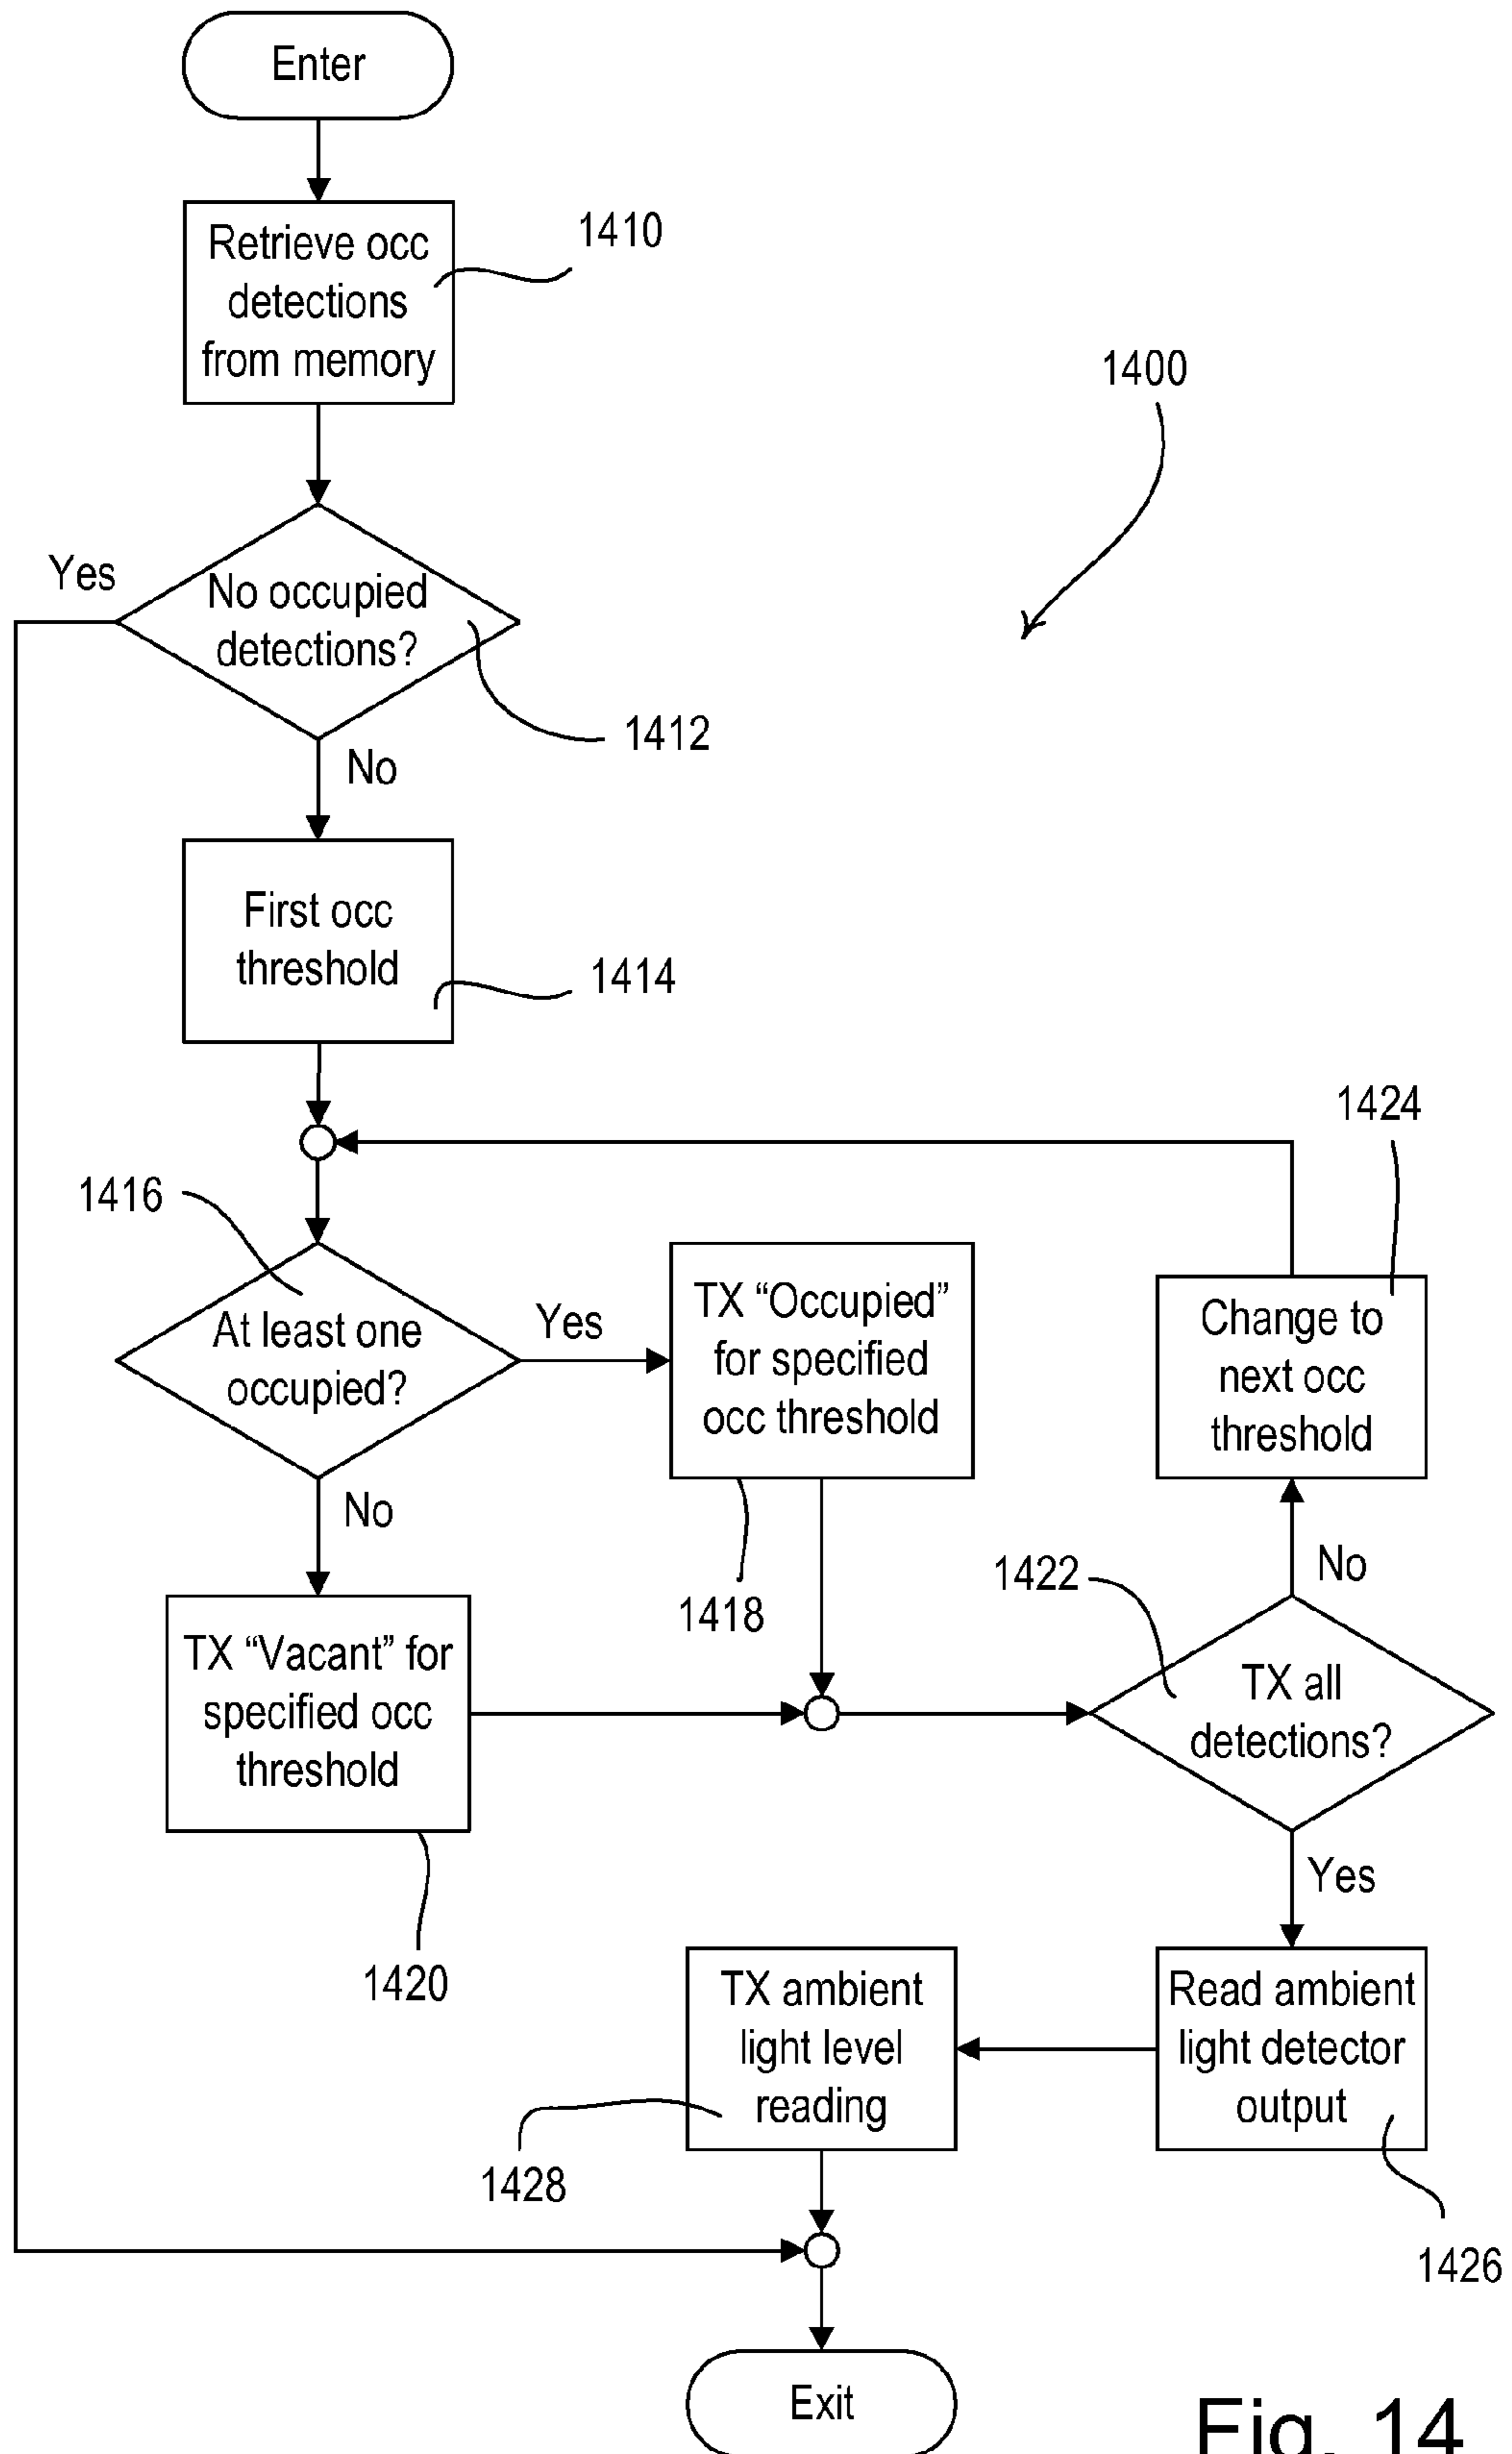 Enter
Retrieve occ
detections
from memory
1410
1400
Yes
No occupied
detections?
1412
No
First occ
threshold
1414
1424
1416
At least one
occupied?
Yes
TX “Occupied”
for specified
occ threshold
Change to
next occ
threshold
No
1418
1422
No
TX “Vacant” for
specified occ
threshold
TX all
detections?
Yes
1420
TX ambient
light level
reading
Read ambient
light detector
output
1428
1426
Exit
Fig. 14